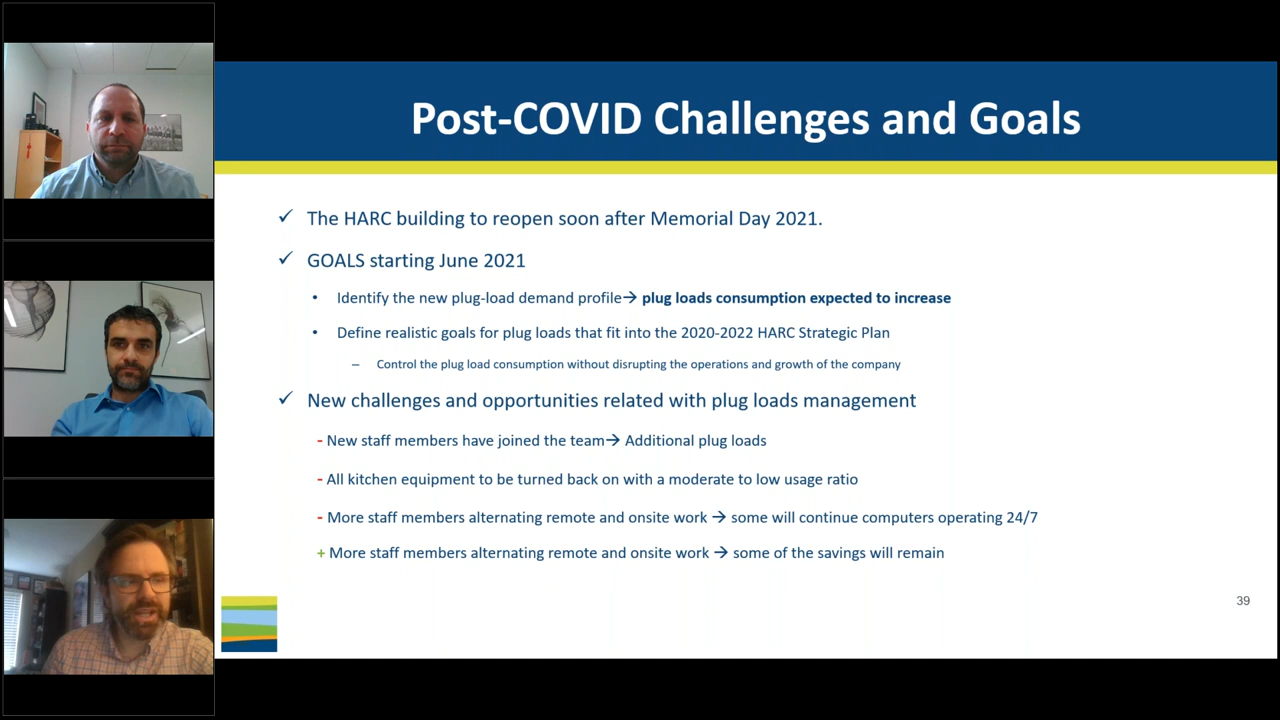 Post-COVID Challenges and Goals
✓ The HARC building to reopen soon after Memorial Day 2021.
✓ GOALS starting June 2021
• Identify the new plug-load demand profile→ plug loads consumption expected to increase
• Define realistic goals for plug loads that fit into the 2020-2022 HARC Strategic Plan
– Control the plug load consumption without disrupting the operations and growth of the company
✓ New challenges and opportunities related with plug loads management
- New staff members have joined the team→ Additional plug loads
- All kitchen equipment to be turned back on with a moderate to low usage ratio
- More staff members alternating remote and onsite work → some will continue computers operating 24/7
+ More staff members alternating remote and onsite work → some of the savings will remain
39